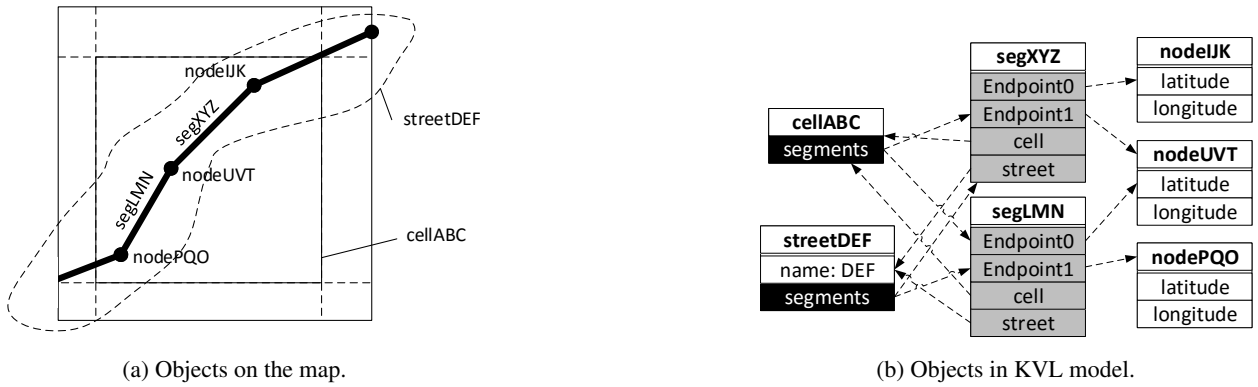 nodeIJK
segXYZ
streetDEF
nodeUVT
segLMN
cellABC
nodePQO
(a) Objects on the map.
segXYZ
Endpoint0
Endpoint1
cell
street
nodeIJK
latitude
longitude
cellABC
segments
nodeUVT
latitude
longitude
segLMN
Endpoint0
Endpoint1
cell
street
streetDEF
name: DEF
segments
nodePQO
latitude
longitude
(b) Objects in KVL model.